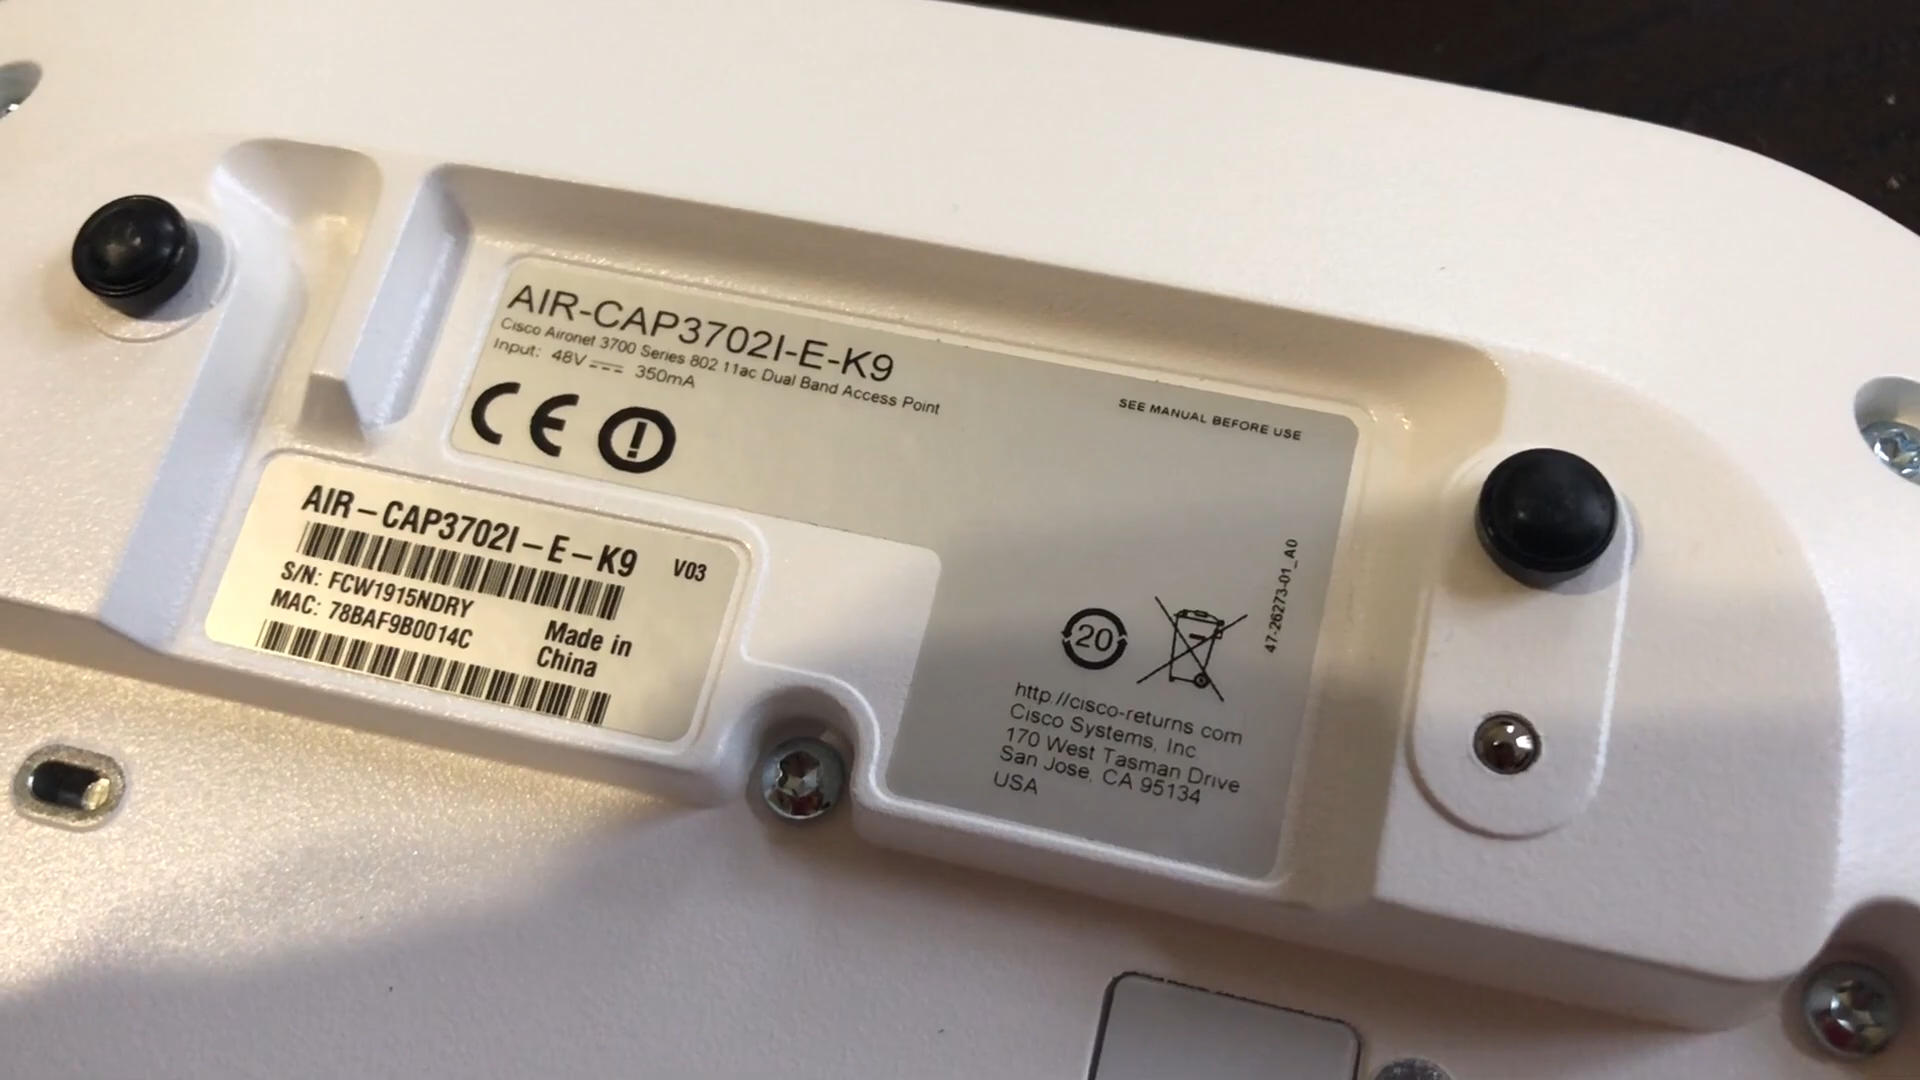 AIR-CAP3702I-E-K9
Cisco Aironet 3700 Series 802 11ac Dual Band Access Point
Input: 48V 350mA
SEE MANUAL BEFORE USE
CE
AIR-CAP3702I-E-K9 V03
S/N: FCW1915NDRY
MAC: 78BAF9B0014C
Made in
China
20
47-26273-01_A0
http://cisco-returns com
Cisco Systems, Inc
170 West Tasman Drive
San Jose, CA 95134
USA